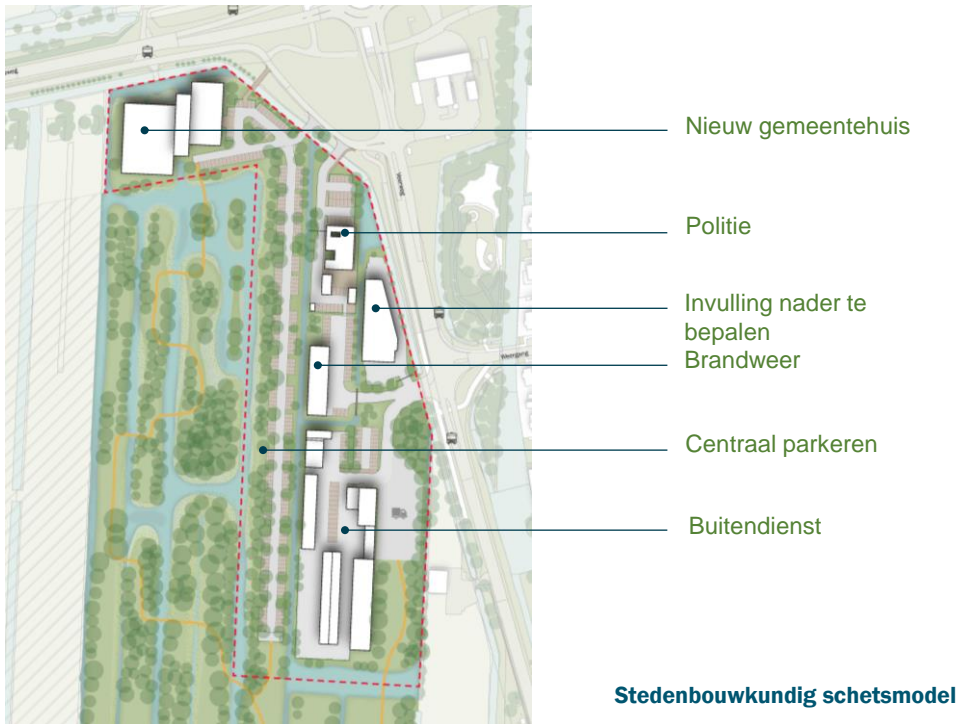 Nieuw gemeentehuis
Politie
Invulling nader te
bepalen
Brandweer
Centraal parkeren
Buitendienst
Stedenbouwkundig schetsmodel